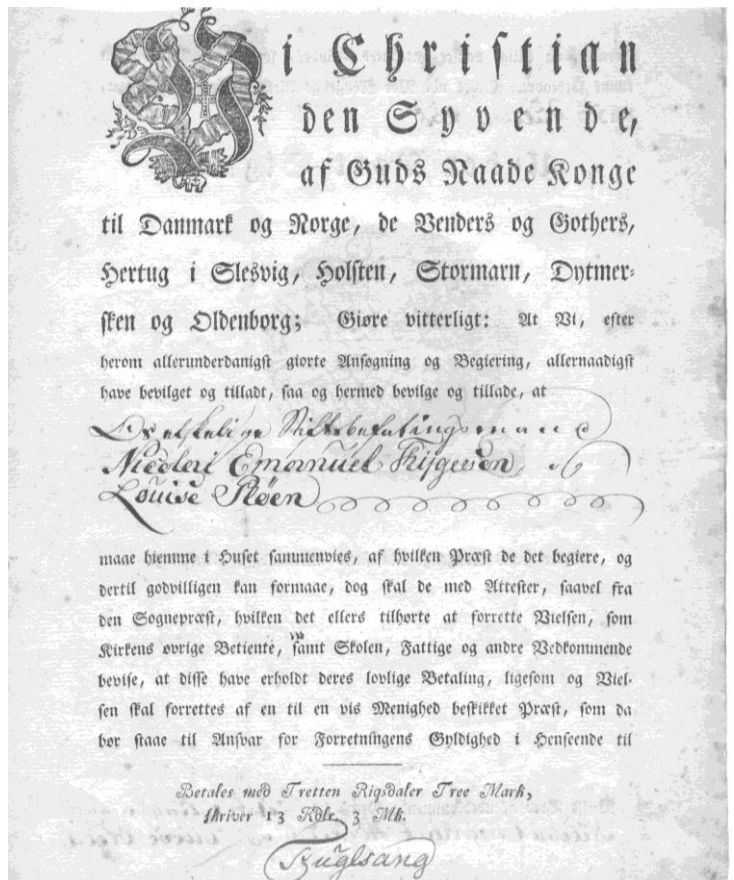 Vi Christian
den Syvende,
af Guds Naade Konge
til Danmark og Norge, de Venders og Gothers,
Hertug i Slesvig, Holsten, Stormarn, Dytmer-
sken og Oldenborg; Giøre vitterligt: At Vi, efter
herom allerunderdanigst giorte Ansøgning og Begiering, allernaadigst
have bevilget og tilladt, saa og hermed bevilge og tillade, at
Stiftsbefalingsmand
Emanuel
Louise
maae hiemme i Huset sammenvies, af hvilken Præst de det begiere, og
dertil godvilligen kan formaae, dog skal de med Attester, saavel fra
den Sognepræst, hvilken det ellers tilhørte at forrette Vielsen, som
Kirkens øvrige Betiente, samt Skolen, Fattige og andre Vedkommende
bevise, at disse have erholdt deres lovlige Betaling, ligesom og Viel-
sen skal forrettes af en til en vis Menighed beskikket Præst, som da
bør staae til Ansvar for Forretningens Gyldighed i Henseende til
Betales med Tretten Rigsdaler Tree Mark,
skriver 13 Rdlr. 3 Mk.
Fuglsang